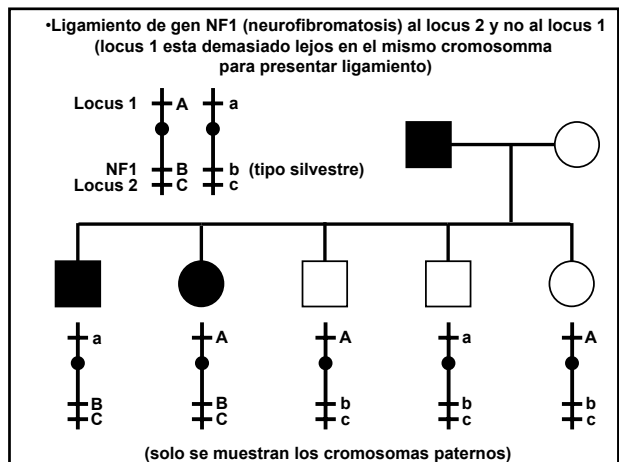 •Ligamiento de gen NF1 (neurofibromatosis) al locus 2 y no al locus 1
(locus 1 esta demasiado lejos en el mismo cromosomma
para presentar ligamiento)
Locus 1 A a
NF1 B b (tipo silvestre)
Locus 2 C c
a A A a A
B B b b b
C C c c c
(solo se muestran los cromosomas paternos)